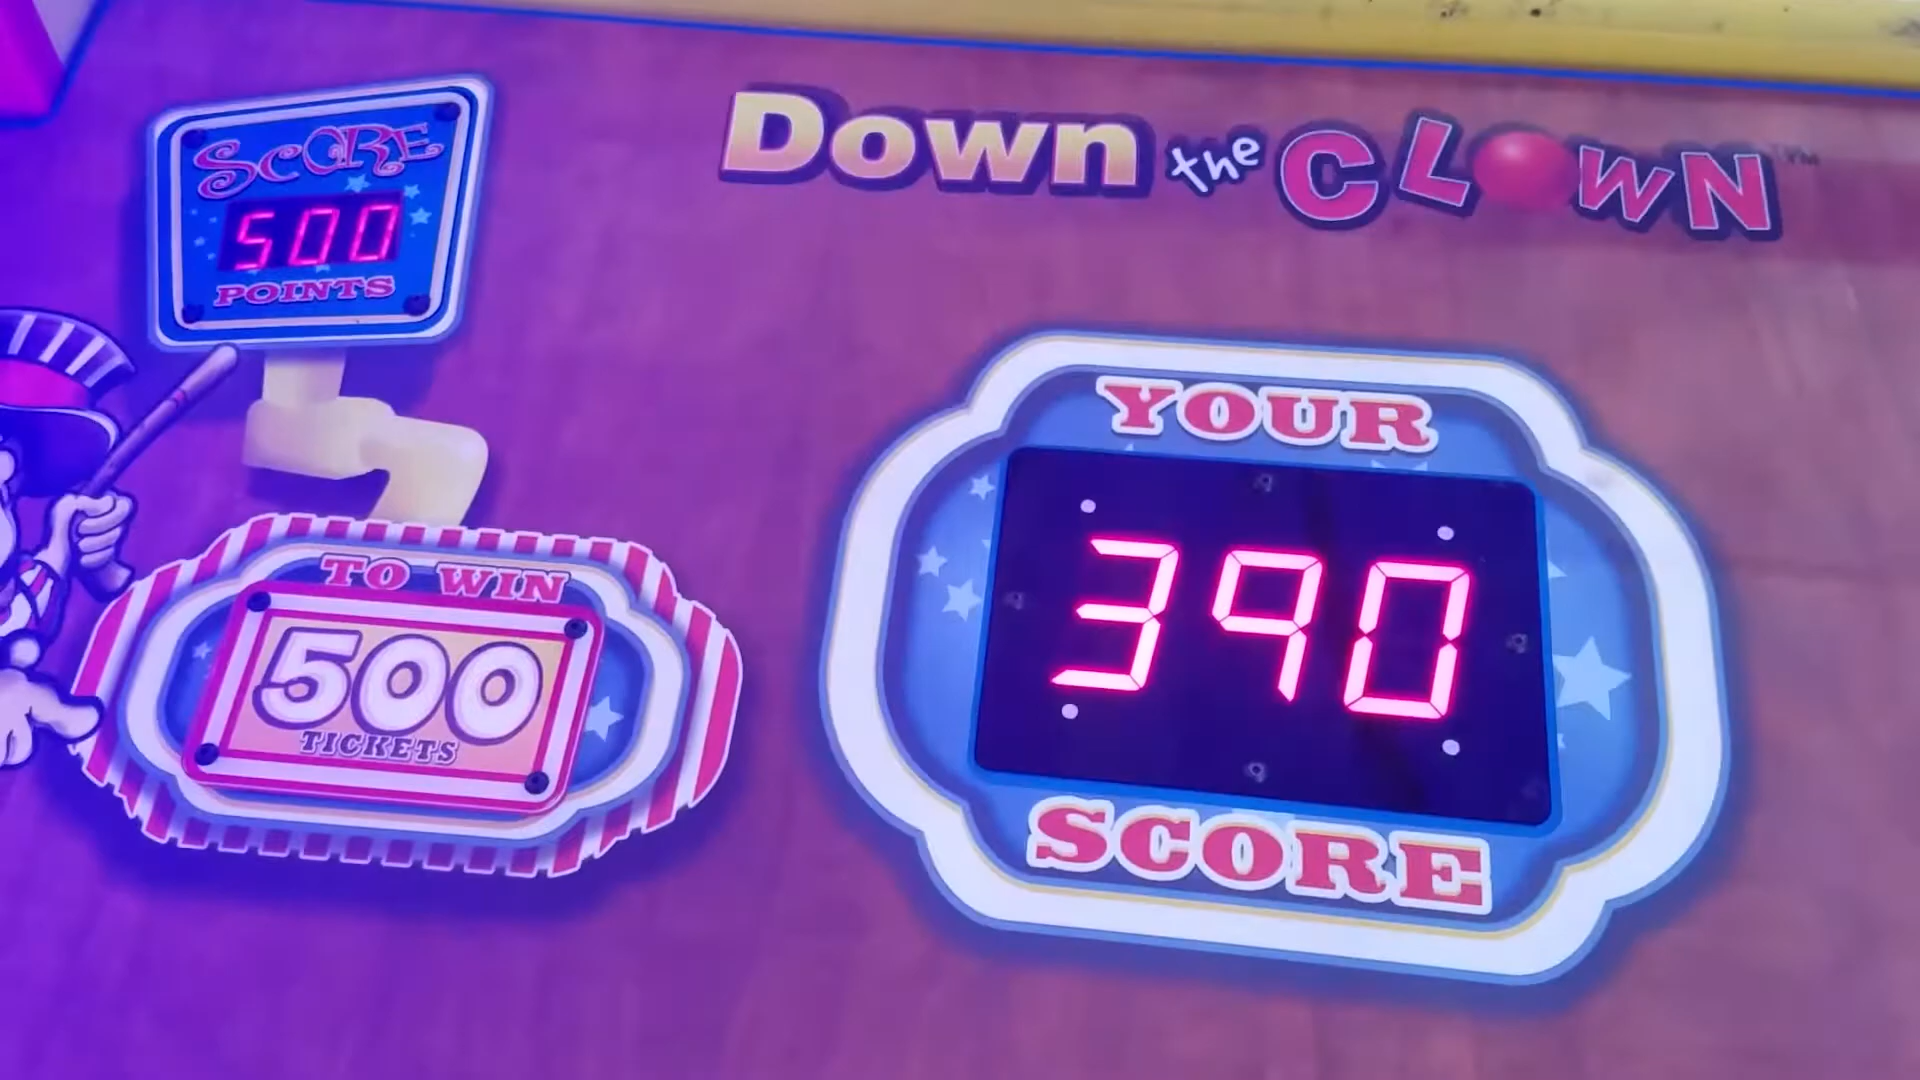 SCORE
500
POINTS
Down the CLOWN™
TO WIN
500
TICKETS
YOUR
390
SCORE